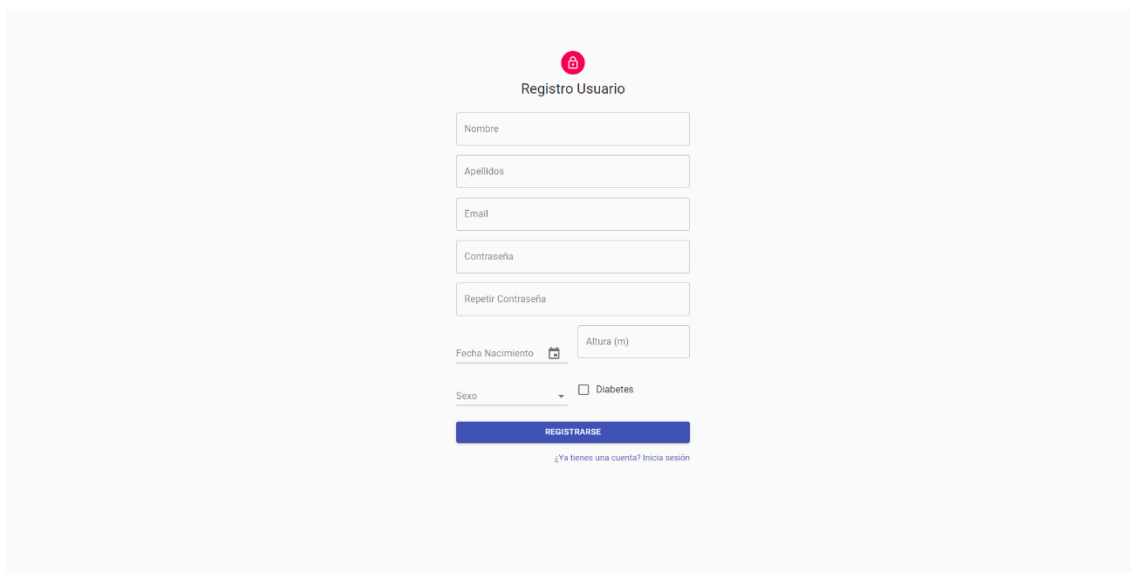 Registro Usuario
Nombre
Apellidos
Email
Contraseña
Repetir Contraseña
Fecha Nacimiento
Altura (m)
Sexo
Diabetes
REGISTRARSE
¿Ya tienes una cuenta? Inicia sesión